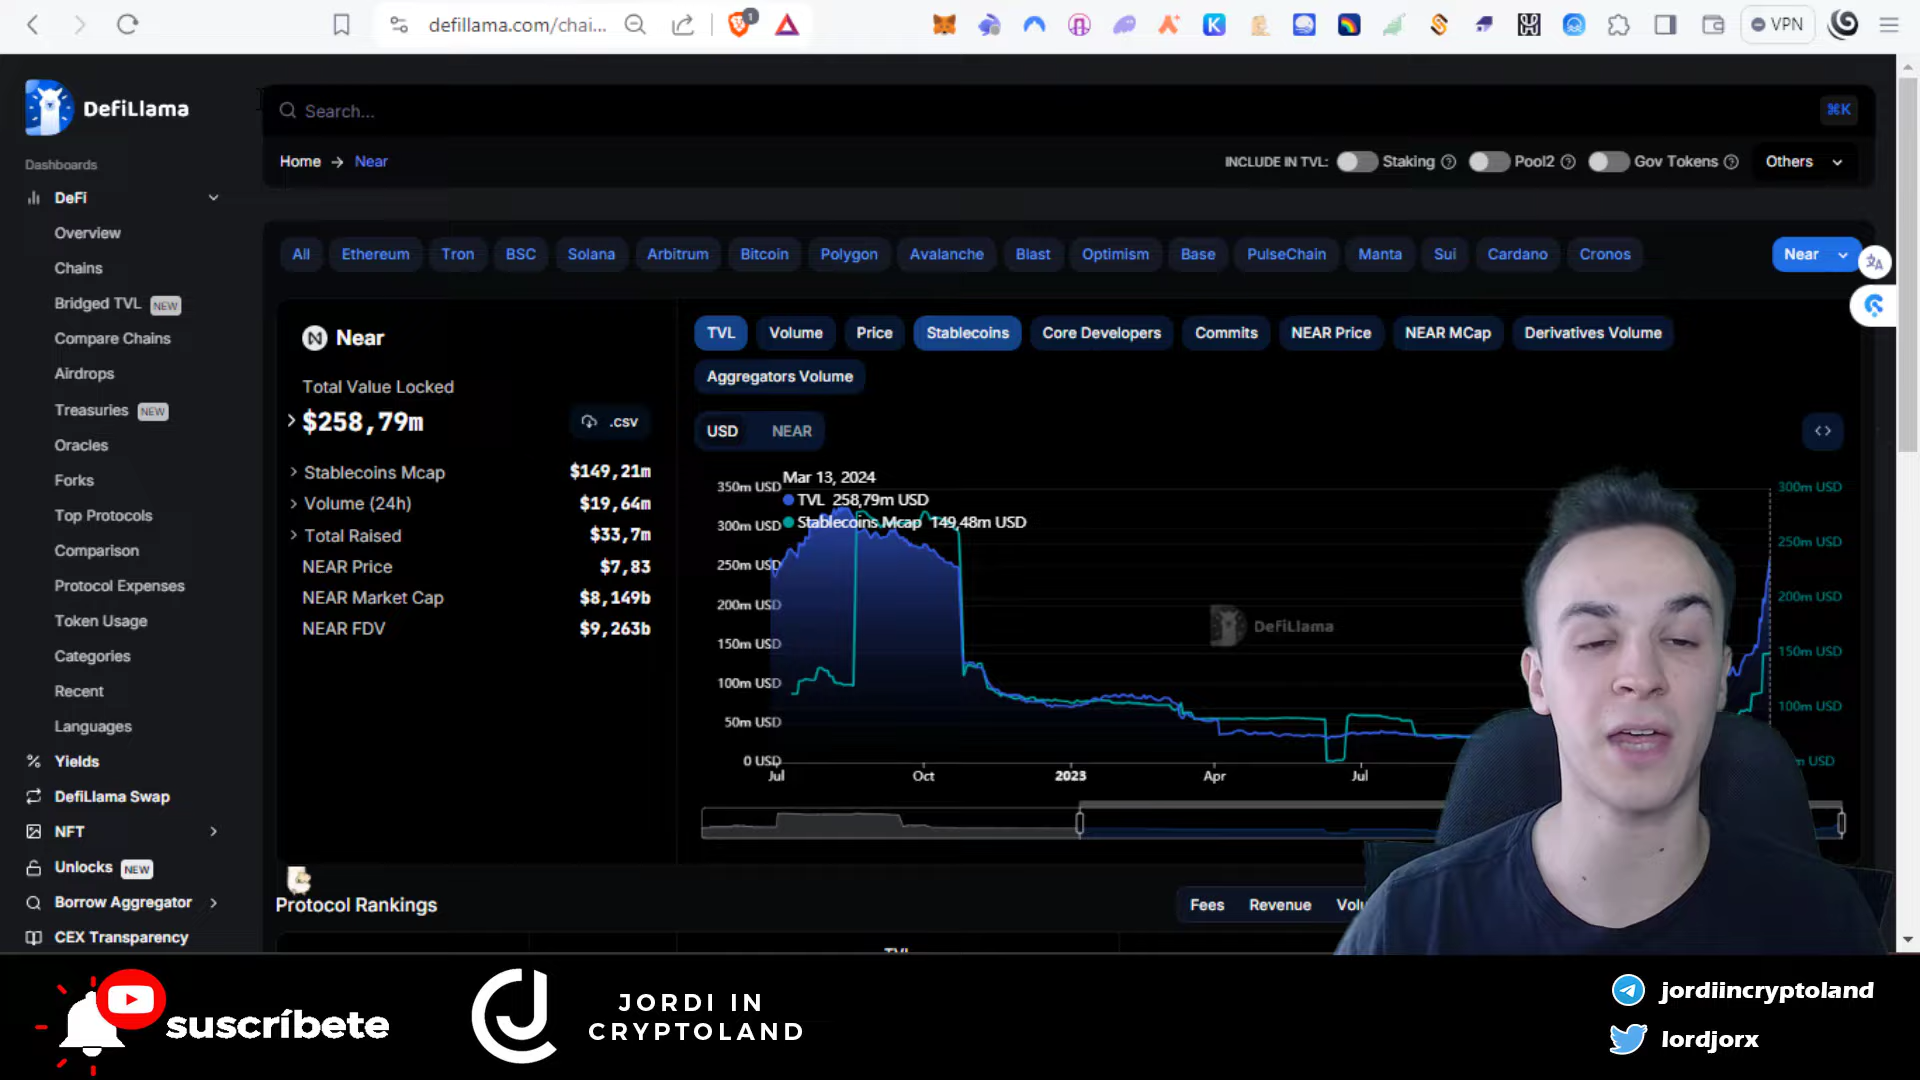 defillama.com/chai...
1
VPN
DefiLlama
Search...
⌘K
Home → Near
INCLUDE IN TVL: Staking Pool2 Gov Tokens Others
Dashboards
DeFi
Overview
Chains
Bridged TVL NEW
Compare Chains
Airdrops
Treasuries NEW
Oracles
Forks
Top Protocols
Comparison
Protocol Expenses
Token Usage
Categories
Recent
Languages
Yields
DefiLlama Swap
NFT
Unlocks NEW
Borrow Aggregator
CEX Transparency
All Ethereum Tron BSC Solana Arbitrum Bitcoin Polygon Avalanche Blast Optimism Base PulseChain Manta Sui Cardano Cronos Near
Near
Total Value Locked
$258,79m .csv
Stablecoins Mcap $149,21m
Volume (24h) $19,64m
Total Raised $33,7m
NEAR Price $7,83
NEAR Market Cap $8,149b
NEAR FDV $9,263b
TVL Volume Price Stablecoins Core Developers Commits NEAR Price NEAR MCap Derivatives Volume
Aggregators Volume
USD NEAR
Mar 13, 2024
TVL 258,79m USD
Stablecoins Mcap 149,48m USD
350m USD
300m USD
250m USD
200m USD
150m USD
100m USD
50m USD
0 USD
300m USD
250m USD
200m USD
150m USD
100m USD
m USD
DefiLlama
Jul Oct 2023 Apr Jul
Protocol Rankings
Fees Revenue Volu
TVL
suscríbete
JORDI IN
CRYPTOLAND
jordiincryptoland
lordjorx